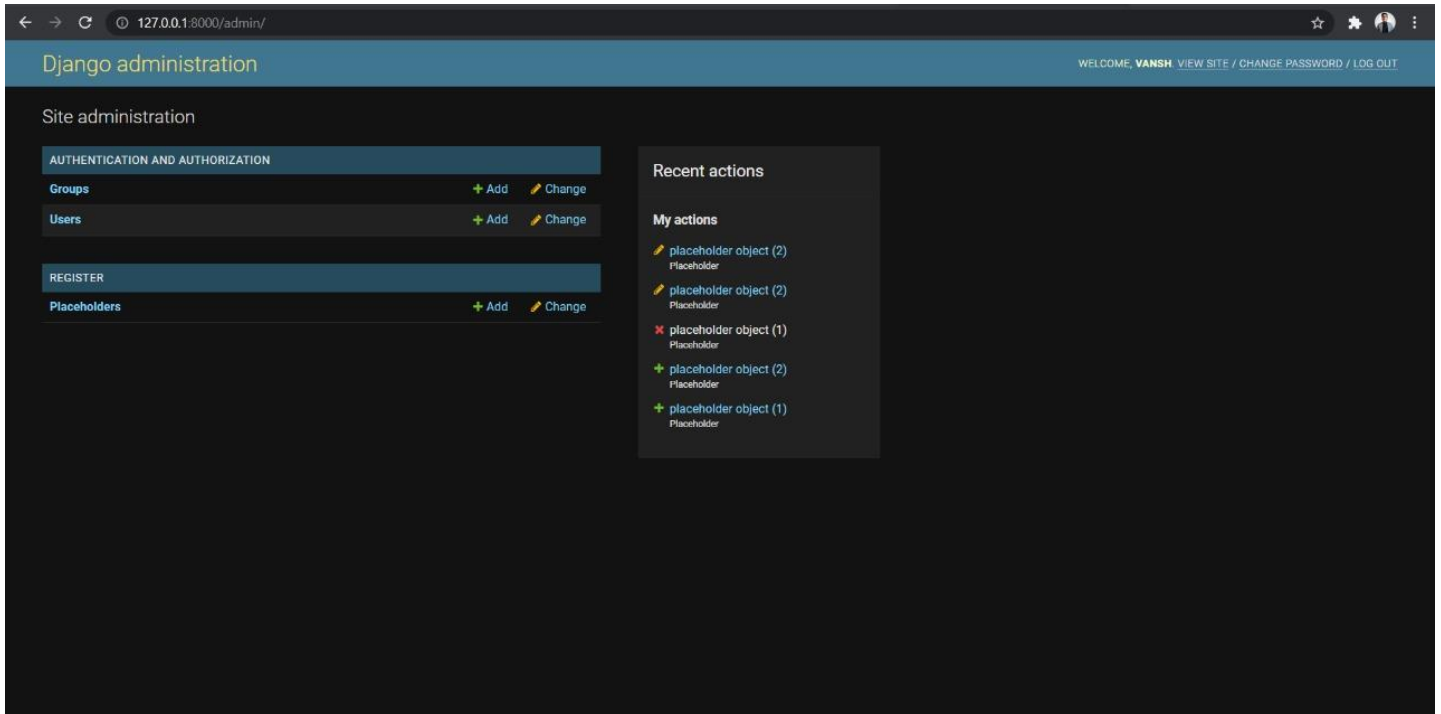 127.0.0.1:8000/admin/
Django administration
WELCOME, VANSH. VIEW SITE / CHANGE PASSWORD / LOG OUT
Site administration
AUTHENTICATION AND AUTHORIZATION
Groups + Add Change
Users + Add Change
REGISTER
Placeholders + Add Change
Recent actions
My actions
placeholder object (2)
Placeholder
placeholder object (2)
Placeholder
placeholder object (1)
Placeholder
placeholder object (2)
Placeholder
placeholder object (1)
Placeholder